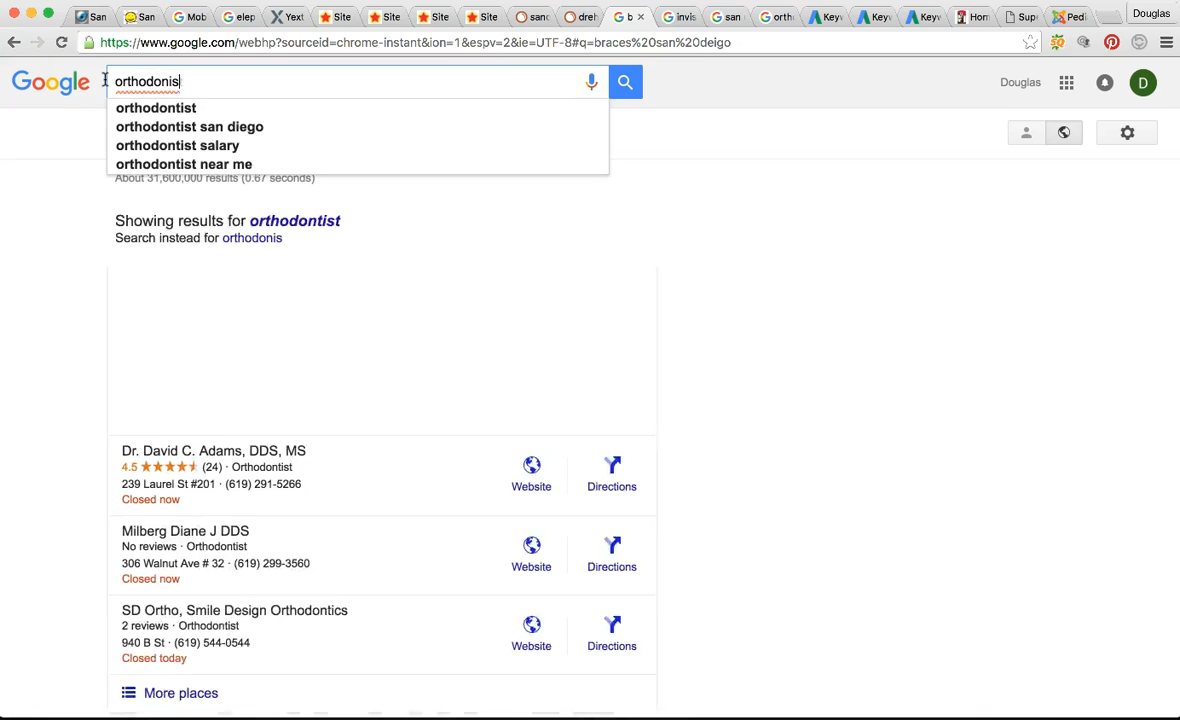 San
San
Mob
elep
Yext
Site
Site
Site
Site
sand
dreh
b
invis
san
orth
Keyv
Keyv
Keyv
Hom
Sup
Pedi
Douglas
https://www.google.com/webhp?sourceid=chrome-instant&ion=1&espv=2&ie=UTF-8#q=braces%20san%20deigo
Google
orthodonis
Douglas
D
orthodontist
orthodontist san diego
orthodontist salary
orthodontist near me
About 31,600,000 results (0.67 seconds)
Showing results for orthodontist
Search instead for orthodonis
Dr. David C. Adams, DDS, MS
4.5 (24) · Orthodontist
239 Laurel St #201 · (619) 291-5266
Closed now
Website
Directions
Milberg Diane J DDS
No reviews · Orthodontist
306 Walnut Ave # 32 · (619) 299-3560
Closed now
Website
Directions
SD Ortho, Smile Design Orthodontics
2 reviews · Orthodontist
940 B St · (619) 544-0544
Closed today
Website
Directions
More places